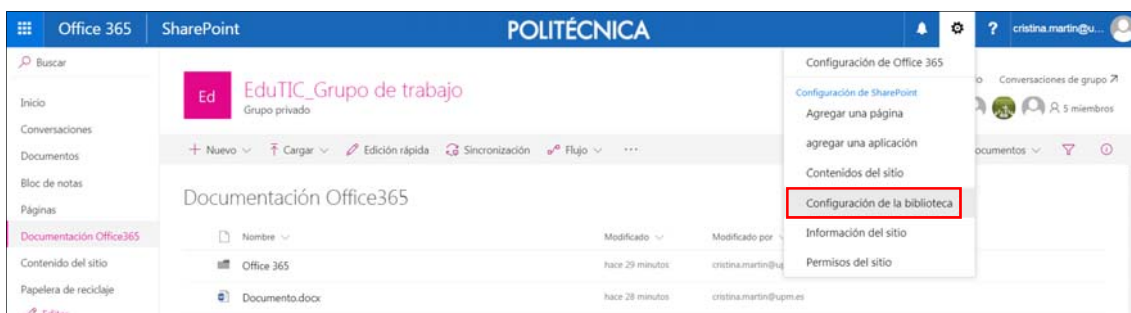 Office 365 SharePoint POLITÉCNICA ? cristina.martin@u...
Buscar
Inicio
Conversaciones
Documentos
Bloc de notas
Páginas
Documentación Office365
Contenido del sitio
Papelera de reciclaje
Editar
Ed
EduTIC_Grupo de trabajo
Grupo privado
Conversaciones de grupo
5 miembros
Nuevo Cargar Edición rápida Sincronización Flujo ...
Documentación Office365
Nombre Modificado Modificado por
Office 365 hace 29 minutos
Documento.docx hace 28 minutos cristina.martin@upm.es
Configuración de Office 365
Configuración de SharePoint
Agregar una página
agregar una aplicación
Contenidos del sitio
Configuración de la biblioteca
Información del sitio
Permisos del sitio